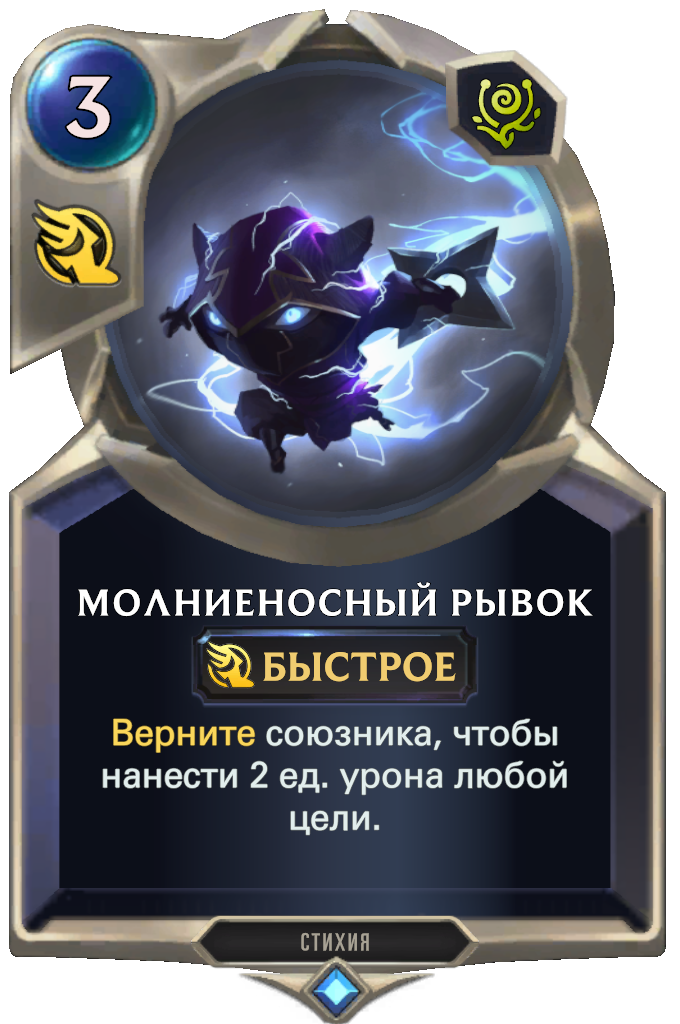 3
МОЛНИЕНОСНЫЙ РЫВОК
БЫСТРОЕ
Верните союзника, чтобы
нанести 2 ед. урона любой
цели.
СТИХИЯ